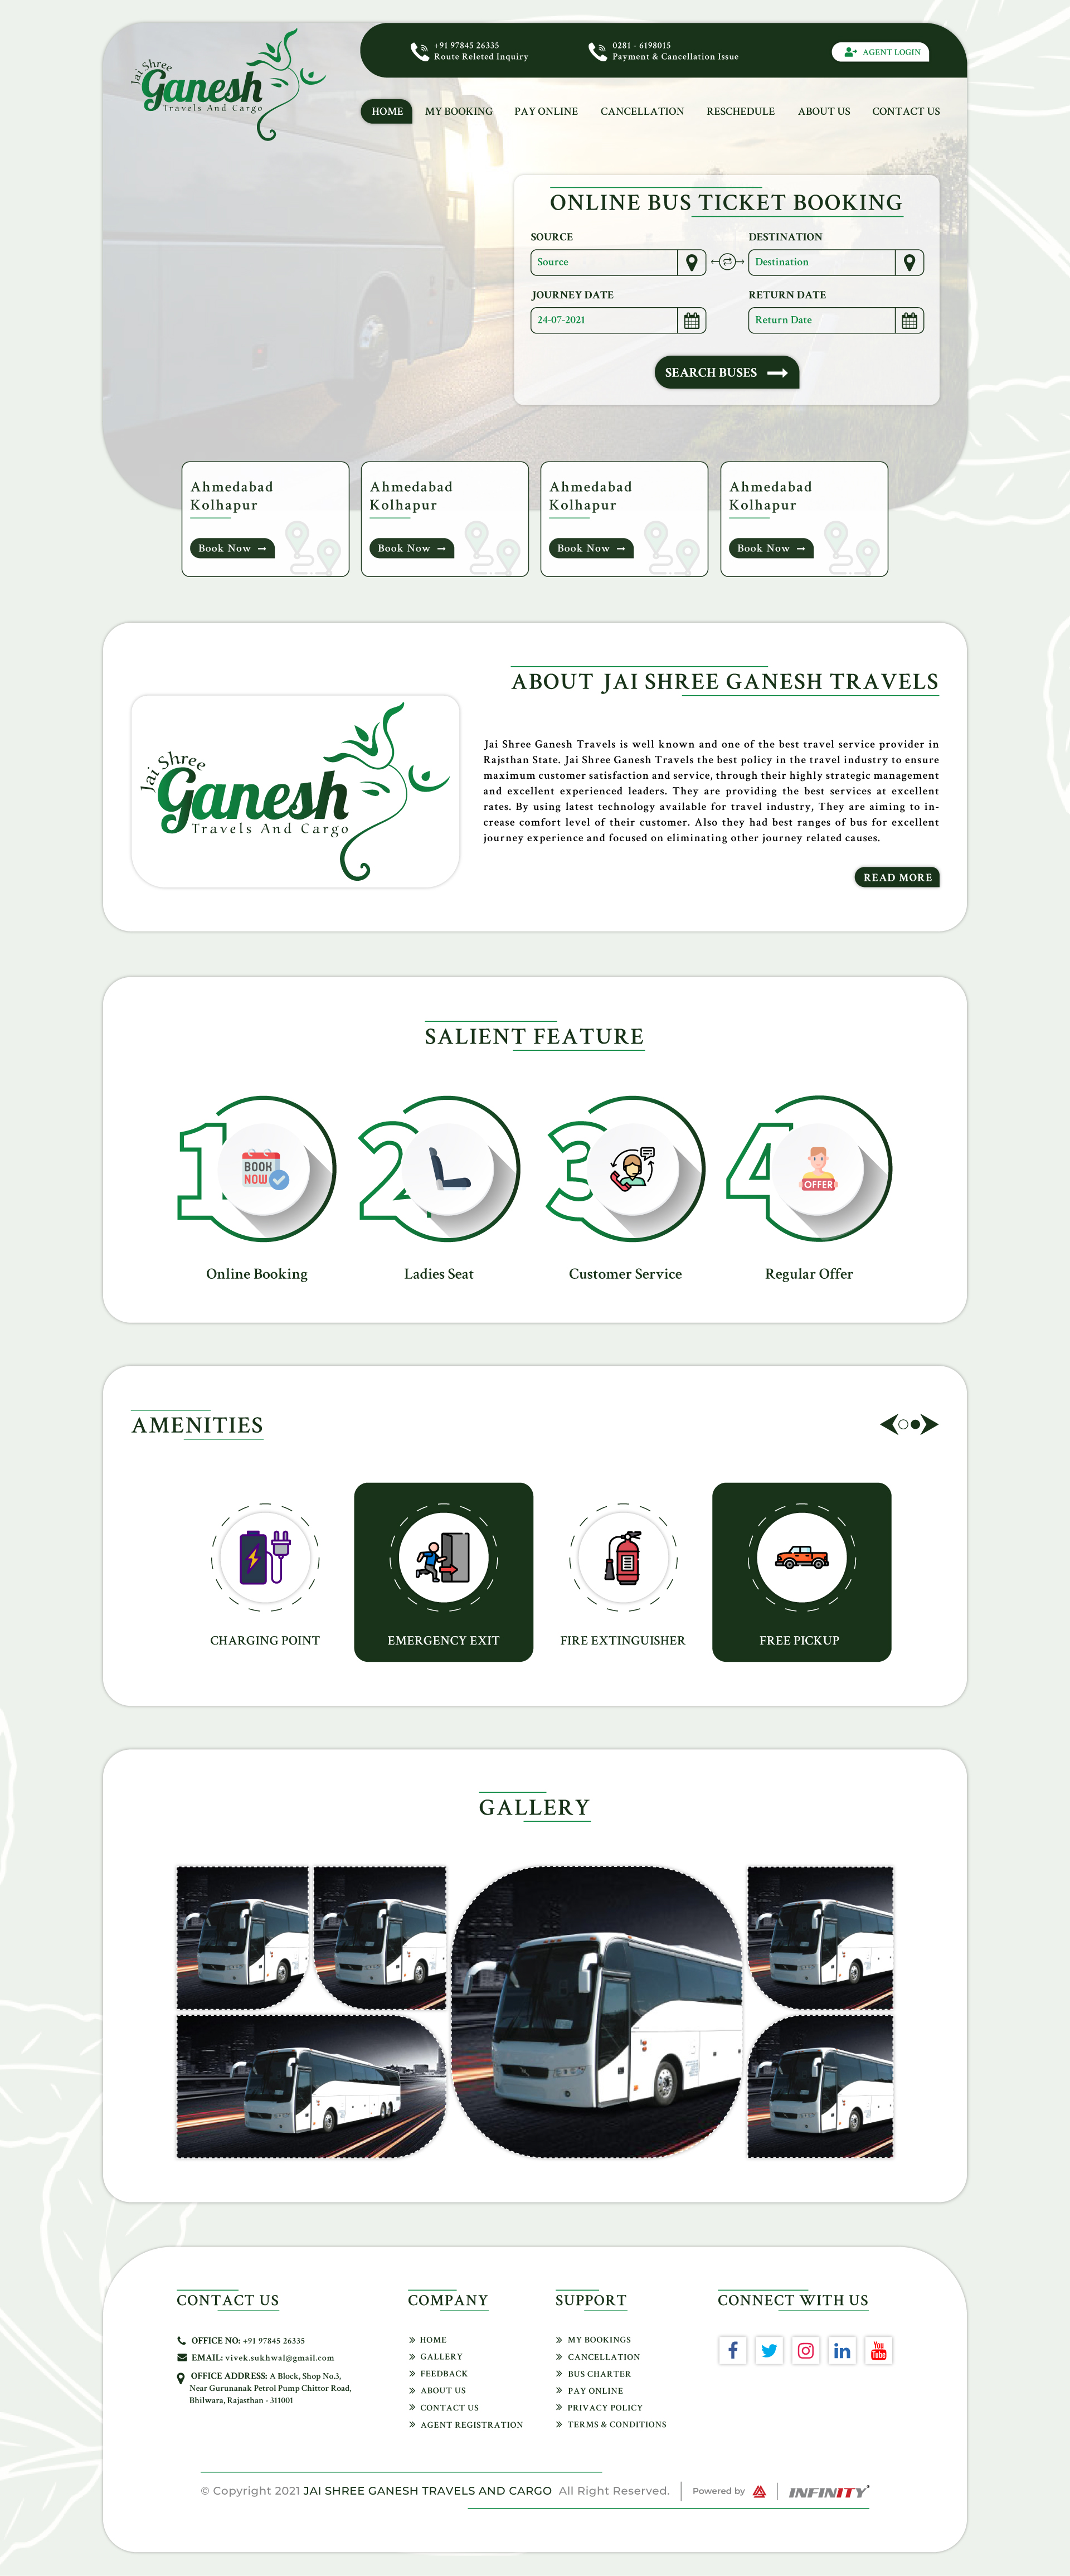 Jai Shree
Ganesh
Travels And Cargo
+91 97845 26335
Route Releted Inquiry
0281 - 6198015
Payment & Cancellation Issue
AGENT LOGIN
HOME MY BOOKING PAY ONLINE CANCELLATION RESCHEDULE ABOUT US CONTACT US
ONLINE BUS TICKET BOOKING
SOURCE DESTINATION
Source Destination
JOURNEY DATE RETURN DATE
24-07-2021 Return Date
SEARCH BUSES
Ahmedabad
Kolhapur
Book Now
Ahmedabad
Kolhapur
Book Now
Ahmedabad
Kolhapur
Book Now
Ahmedabad
Kolhapur
Book Now
ABOUT JAI SHREE GANESH TRAVELS
Jai Shree
Ganesh
Travels And Cargo
Jai Shree Ganesh Travels is well known and one of the best travel service provider in
Rajsthan State. Jai Shree Ganesh Travels the best policy in the travel industry to ensure
maximum customer satisfaction and service, through their highly strategic management
and excellent experienced leaders. They are providing the best services at excellent
rates. By using latest technology available for travel industry, They are aiming to in-
crease comfort level of their customer. Also they had best ranges of bus for excellent
journey experience and focused on eliminating other journey related causes.
READ MORE
SALIENT FEATURE
1 BOOK NOW
2
3
4 OFFER
Online Booking Ladies Seat Customer Service Regular Offer
AMENITIES
CHARGING POINT EMERGENCY EXIT FIRE EXTINGUISHER FREE PICKUP
GALLERY
CONTACT US
OFFICE NO: +91 97845 26335
EMAIL: vivek.sukhwal@gmail.com
OFFICE ADDRESS: A Block, Shop No.3,
Near Gurunanak Petrol Pump Chittor Road,
Bhilwara, Rajasthan - 311001
COMPANY
HOME
GALLERY
FEEDBACK
ABOUT US
CONTACT US
AGENT REGISTRATION
SUPPORT
MY BOOKINGS
CANCELLATION
BUS CHARTER
PAY ONLINE
PRIVACY POLICY
TERMS & CONDITIONS
CONNECT WITH US
f in You Tube
© Copyright 2021 JAI SHREE GANESH TRAVELS AND CARGO All Right Reserved. Powered by INFINITY